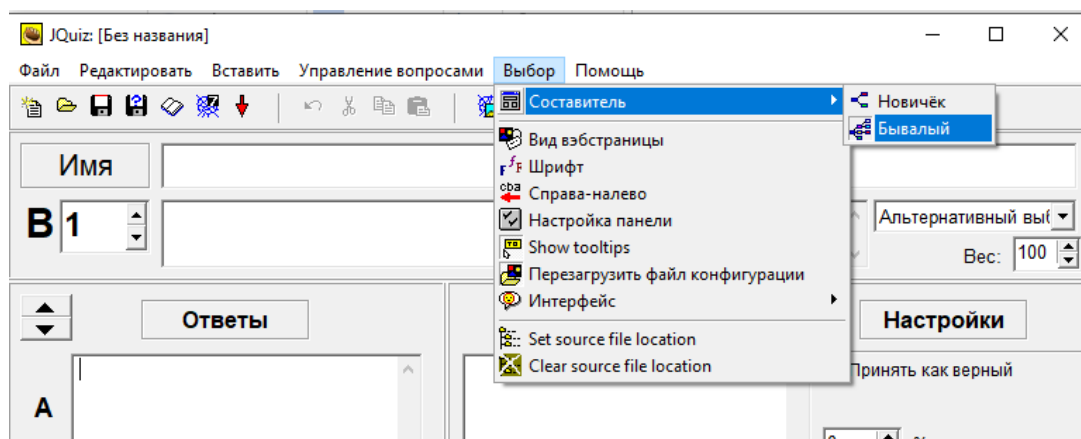 JQuiz: [Без названия]
Файл Редактировать Вставить Управление вопросами Выбор Помощь
Составитель
Новичёк
Бывалый
Вид вэбстраницы
Шрифт
Справа-налево
Настройка панели
Show tooltips
Перезагрузить файл конфигурации
Интерфейс
Set source file location
Clear source file location
Имя
В 1
Альтернативный вы
Вес: 100
Ответы
Настройки
Принять как верный
A